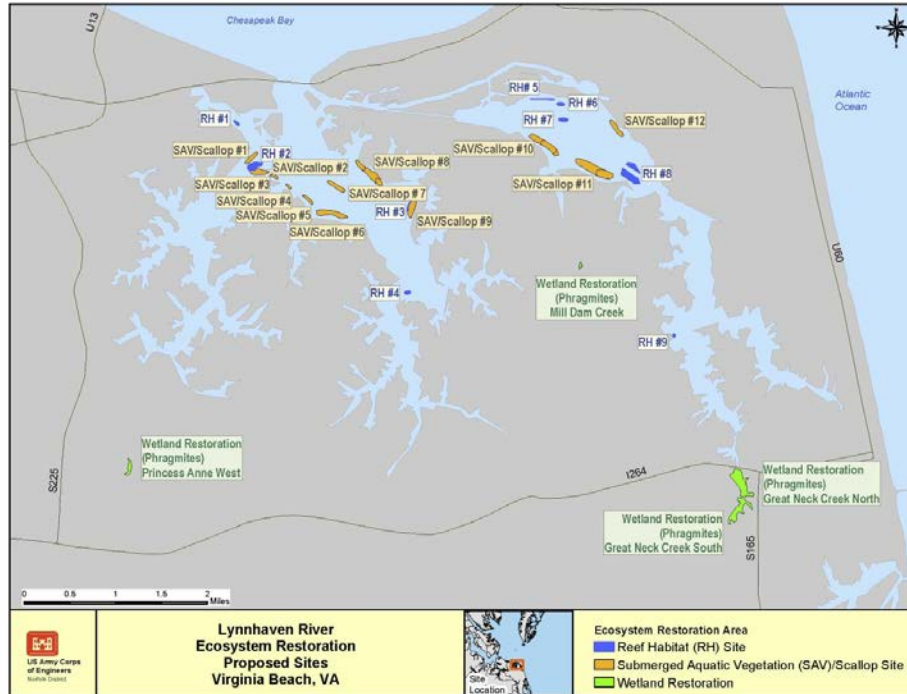 U13
Chesapeak Bay
Atlantic
Ocean
RH# 5
RH #6
RH #1
RH #7
SAV/Scallop #12
SAV/Scallop #10
SAV/Scallop #1
RH #2
SAV/Scallop #2
SAV/Scallop #8
SAV/Scallop #3
SAV/Scallop #11
RH #8
SAV/Scallop #4
SAV/Scallop # 7
SAV/Scallop #5
RH #3
SAV/Scallop #9
SAV/Scallop #6
U60
RH #4
Wetland Restoration
(Phragmites)
Mill Dam Creek
RH #9
Wetland Restoration
(Phragmites)
Princess Anne West
S225
I264
Wetland Restoration
(Phragmites)
Great Neck Creek North
Wetland Restoration
(Phragmites)
Great Neck Creek South
S165
0 0.5 1 1.5 2
Miles
US Army Corps
of Engineers
Norfolk District
Lynnhaven River
Ecosystem Restoration
Proposed Sites
Virginia Beach, VA
Site
Location
Ecosystem Restoration Area
Reef Habitat (RH) Site
Submerged Aquatic Vegetation (SAV)/Scallop Site
Wetland Restoration